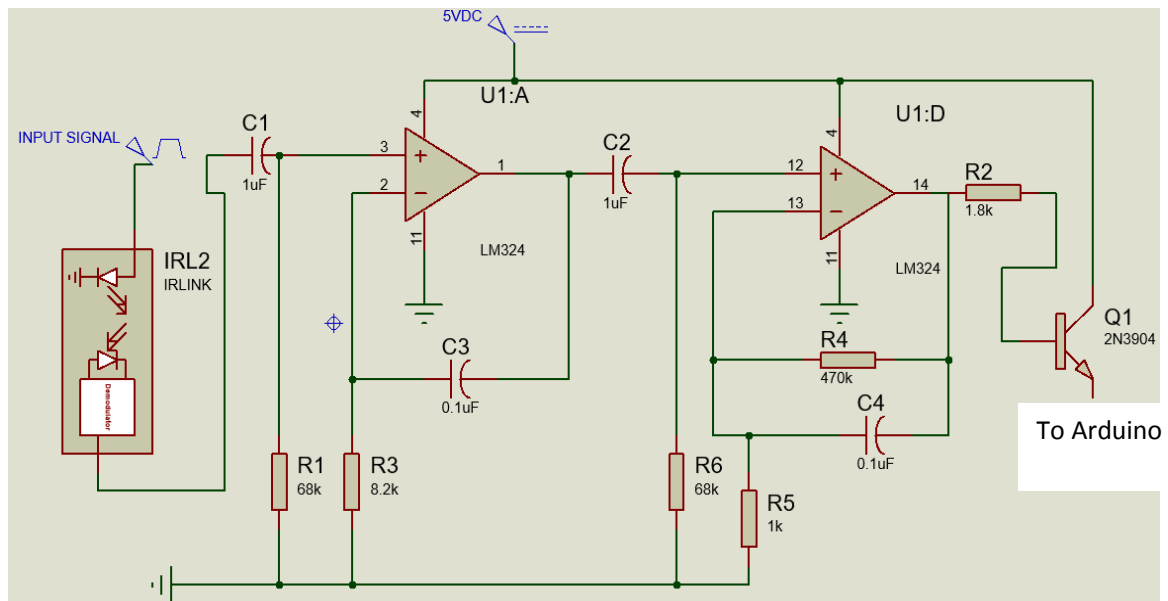 5VDC
U1:A
U1:D
INPUT SIGNAL
C1
1uF
4
3
+
2
−
1
11
LM324
C2
1uF
4
12
+
13
−
14
11
LM324
R2
1.8k
IRL2
IRLINK
Demodulator
Q1
2N3904
C3
0.1uF
R4
470k
C4
0.1uF
To Arduino
R1
68k
R3
8.2k
R6
68k
R5
1k